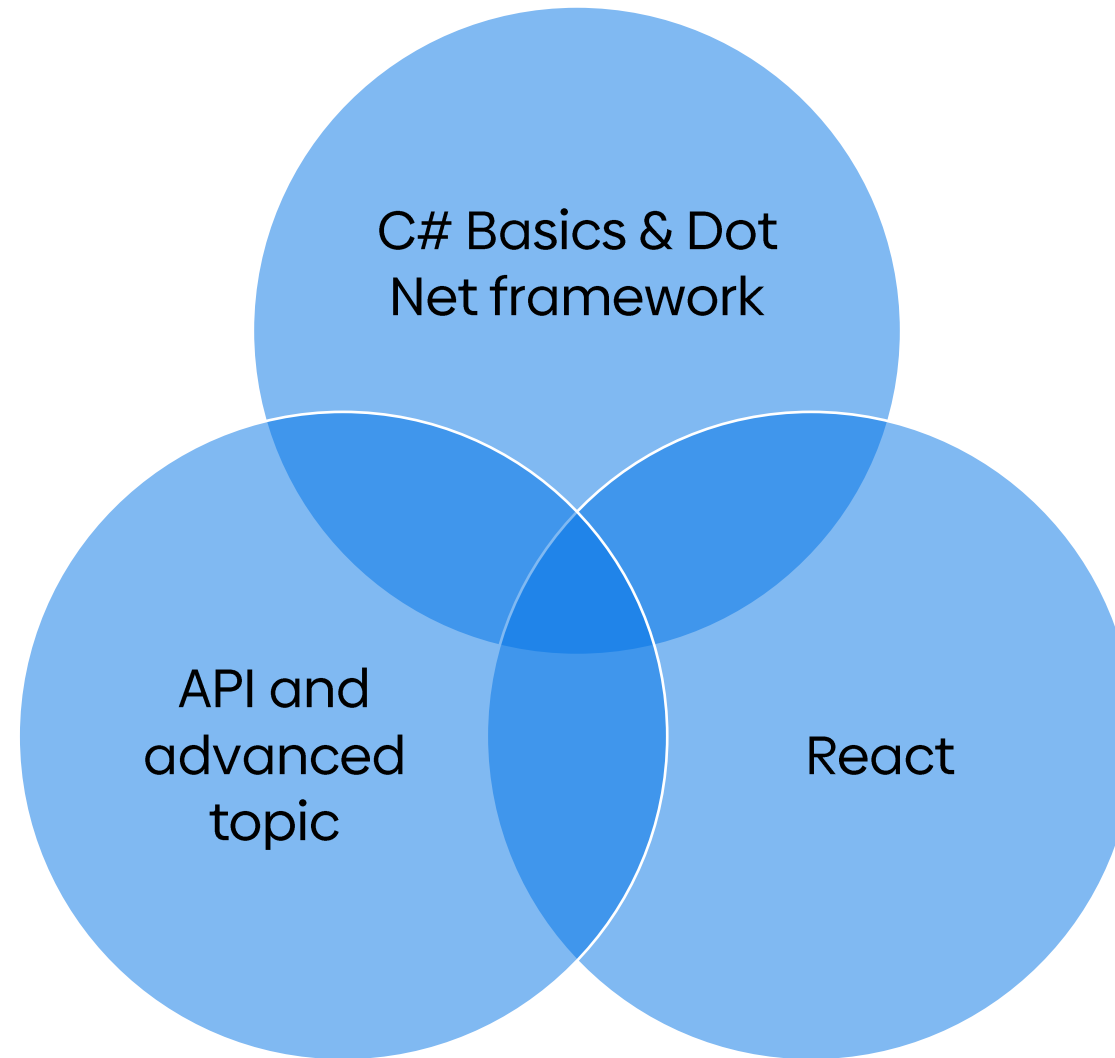 C# Basics & Dot
Net framework
API and
advanced
topic
React